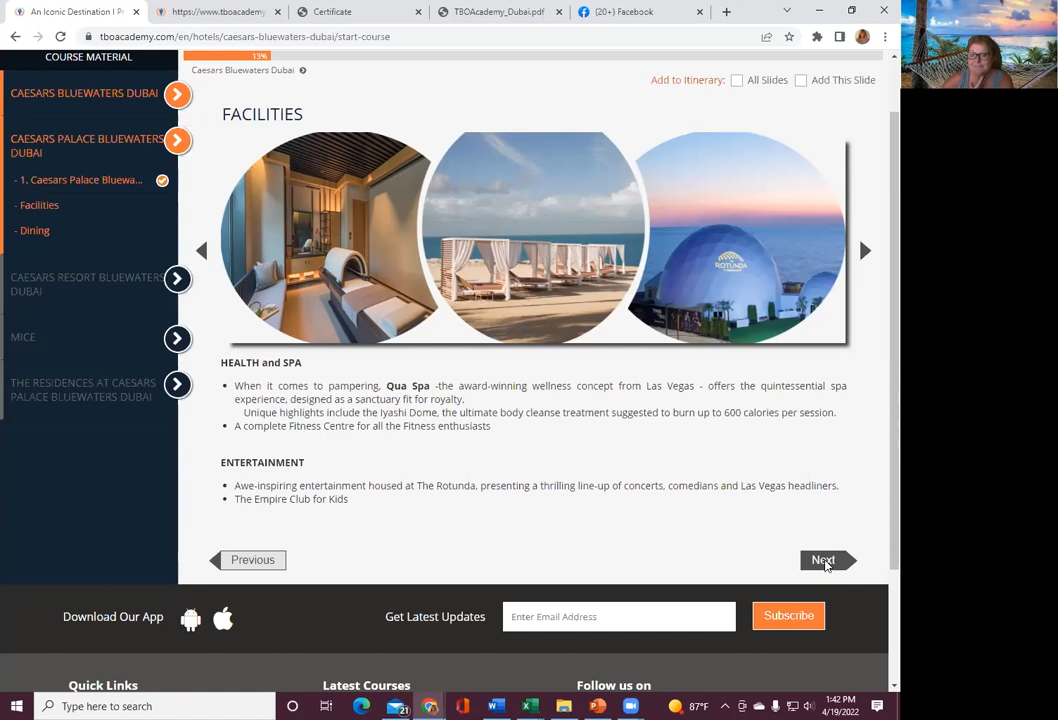 An Iconic Destination I P
https://www.tboacademy
Certificate
TBOAcademy_Dubai.pdf
(20+) Facebook
tboacademy.com/en/hotels/caesars-bluewaters-dubai/start-course
COURSE MATERIAL
13%
Caesars Bluewaters Dubai
Add to Itinerary:
All Slides
Add This Slide
CAESARS BLUEWATERS DUBAI
CAESARS PALACE BLUEWATERS
DUBAI
- 1. Caesars Palace Bluewa...
- Facilities
- Dining
CAESARS RESORT BLUEWATERS
DUBAI
MICE
THE RESIDENCES AT CAESARS
PALACE BLUEWATERS DUBAI
FACILITIES
ROTUNDA
HEALTH and SPA
When it comes to pampering, Qua Spa -the award-winning wellness concept from Las Vegas - offers the quintessential spa
experience, designed as a sanctuary fit for royalty.
Unique highlights include the Iyashi Dome, the ultimate body cleanse treatment suggested to burn up to 600 calories per session.
A complete Fitness Centre for all the Fitness enthusiasts
ENTERTAINMENT
Awe-inspiring entertainment housed at The Rotunda, presenting a thrilling line-up of concerts, comedians and Las Vegas headliners.
The Empire Club for Kids
Previous
Next
Download Our App
Get Latest Updates
Enter Email Address
Subscribe
Quick Links
Latest Courses
Follow us on
Type here to search
21
87°F
1:42 PM
4/19/2022